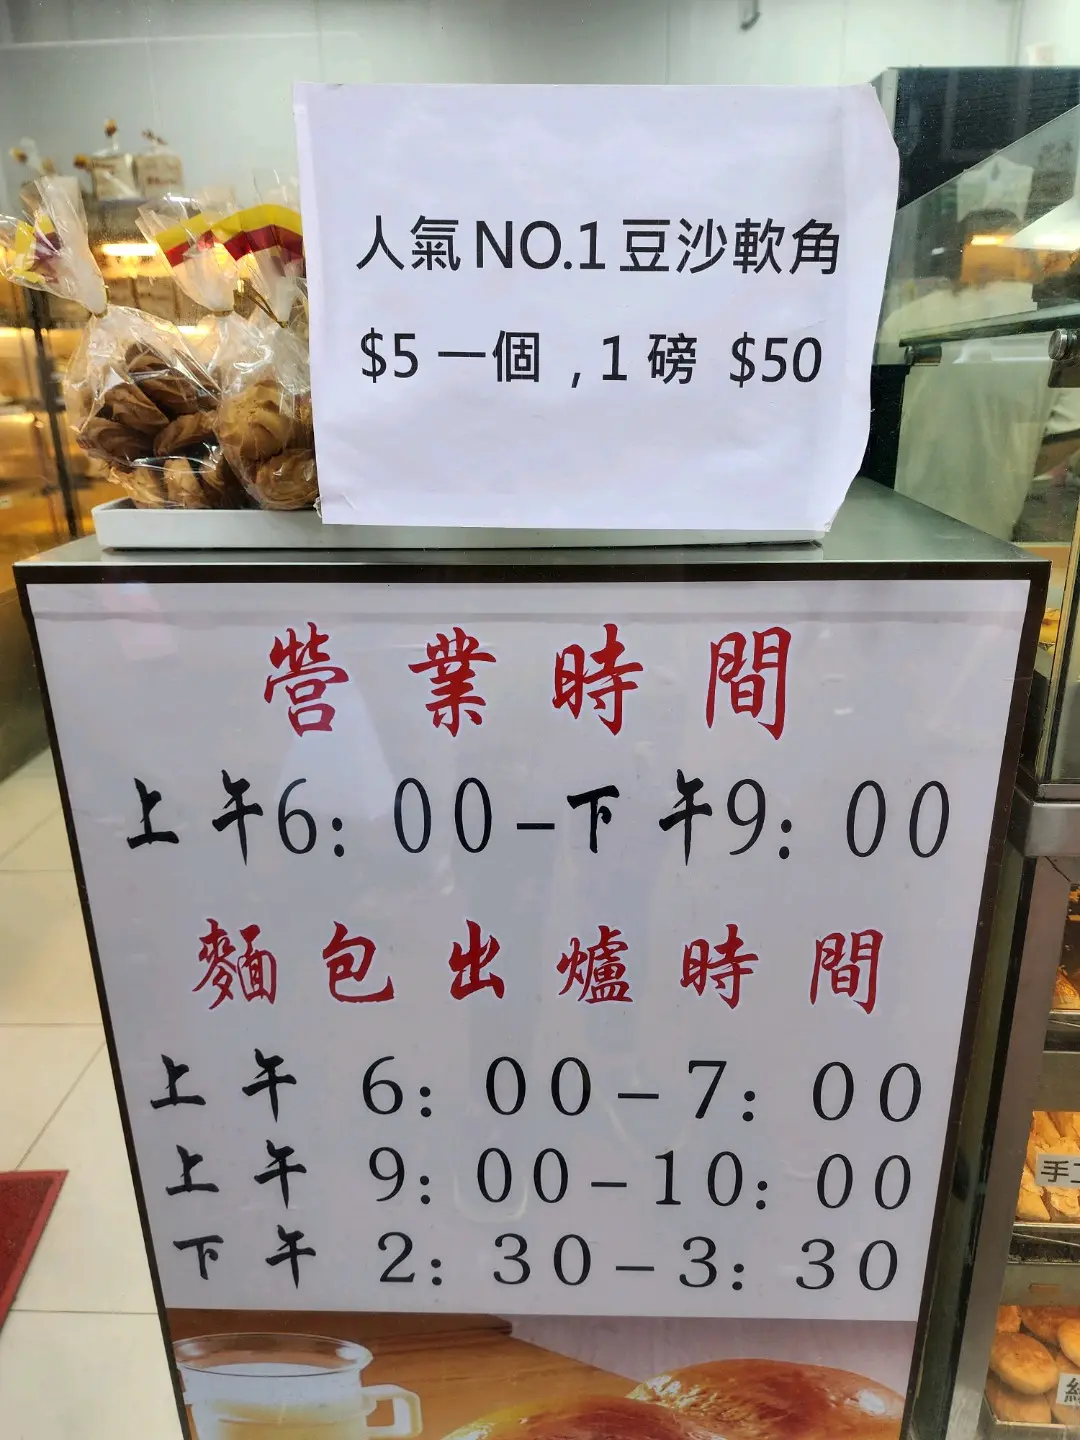 人氣NO.1豆沙軟角
$5一個 ,1磅 $50
營業時間
上午6:00-下午9:00
麵包出爐時間
上午 6:00-7:00
上午 9:00-10:00
下午 2:30-3:30
手